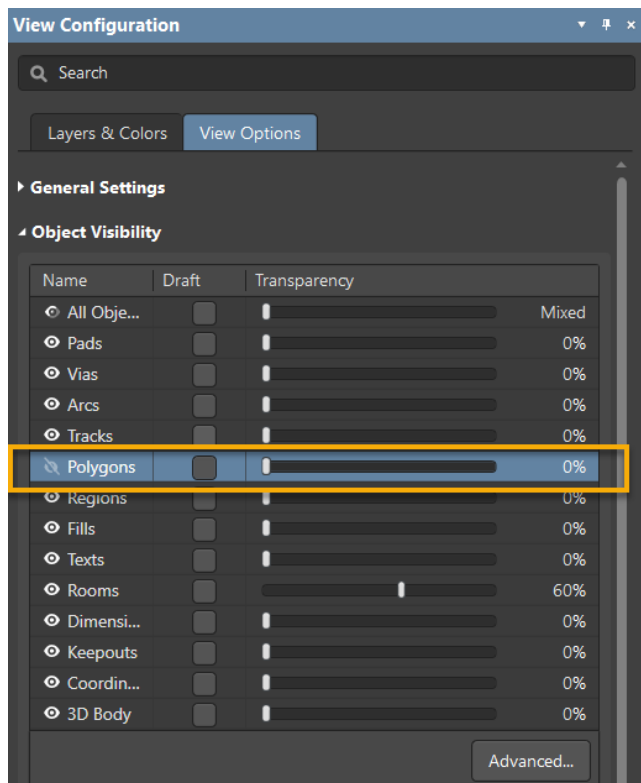 View Configuration
Search
Layers & Colors View Options
General Settings
Object Visibility
Name Draft Transparency
All Obje... Mixed
Pads 0%
Vias 0%
Arcs 0%
Tracks 0%
Polygons 0%
Regions 0%
Fills 0%
Texts 0%
Rooms 60%
Dimensi... 0%
Keepouts 0%
Coordin... 0%
3D Body 0%
Advanced...